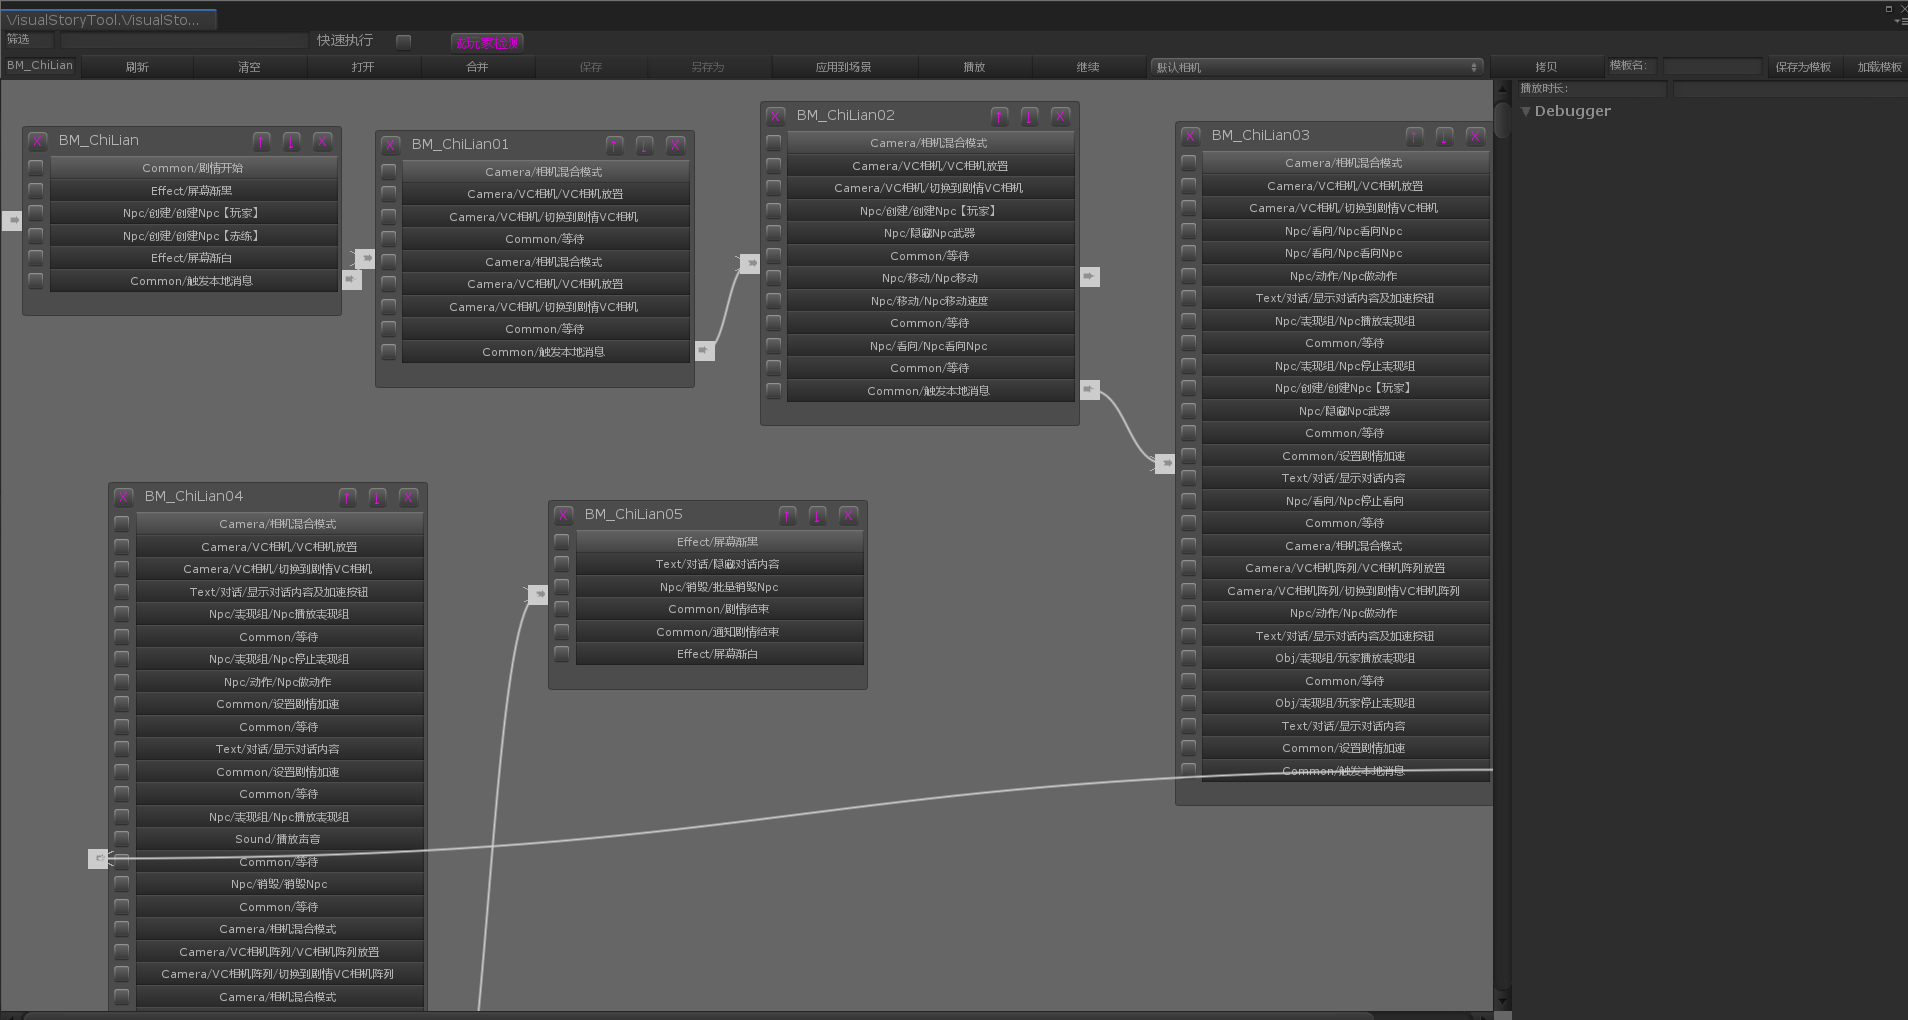 VisualStoryTool.VisualSto...
筛选
快速执行
起玩家检测
BM_ChiLian
刷新
清空
打开
合并
保存
另存为
应用到场景
播放
继续
默认相机
拷贝
模板名:
保存为模板
加载模板
播放时长:
Debugger
X BM_ChiLian ↑ ↓ X
Common/剧情开始
Effect/屏幕渐黑
Npc/创建/创建Npc【玩家】
Npc/创建/创建Npc【赤练】
Effect/屏幕渐白
Common/触发本地消息
X BM_ChiLian01 ↑ ↓ X
Camera/相机混合模式
Camera/VC相机/VC相机放置
Camera/VC相机/切换到剧情VC相机
Common/等待
Camera/相机混合模式
Camera/VC相机/VC相机放置
Camera/VC相机/切换到剧情VC相机
Common/等待
Common/触发本地消息
X BM_ChiLian02 ↑ ↓ X
Camera/相机混合模式
Camera/VC相机/VC相机放置
Camera/VC相机/切换到剧情VC相机
Npc/创建/创建Npc【玩家】
Npc/隐藏Npc武器
Common/等待
Npc/移动/Npc移动
Npc/移动/Npc移动速度
Common/等待
Npc/看向/Npc看向Npc
Common/等待
Common/触发本地消息
X BM_ChiLian03 ↑ ↓ X
Camera/相机混合模式
Camera/VC相机/VC相机放置
Camera/VC相机/切换到剧情VC相机
Npc/看向/Npc看向Npc
Npc/看向/Npc看向Npc
Npc/动作/Npc做动作
Text/对话/显示对话内容及加速按钮
Npc/表现组/Npc播放表现组
Common/等待
Npc/表现组/Npc停止表现组
Npc/创建/创建Npc【玩家】
Npc/隐藏Npc武器
Common/等待
Common/设置剧情加速
Text/对话/显示对话内容
Npc/看向/Npc停止看向
Common/等待
Camera/相机混合模式
Camera/VC相机阵列/VC相机阵列放置
Camera/VC相机阵列/切换到剧情VC相机阵列
Npc/动作/Npc做动作
Text/对话/显示对话内容及加速按钮
Obj/表现组/玩家播放表现组
Common/等待
Obj/表现组/玩家停止表现组
Text/对话/显示对话内容
Common/设置剧情加速
Common/触发本地消息
X BM_ChiLian04 ↑ ↓ X
Camera/相机混合模式
Camera/VC相机/VC相机放置
Camera/VC相机/切换到剧情VC相机
Text/对话/显示对话内容及加速按钮
Npc/表现组/Npc播放表现组
Common/等待
Npc/表现组/Npc停止表现组
Npc/动作/Npc做动作
Common/设置剧情加速
Common/等待
Text/对话/显示对话内容
Common/设置剧情加速
Common/等待
Npc/表现组/Npc播放表现组
Sound/播放声音
Common/等待
Npc/销毁/销毁Npc
Common/等待
Camera/相机混合模式
Camera/VC相机阵列/VC相机阵列放置
Camera/VC相机阵列/切换到剧情VC相机阵列
Camera/相机混合模式
X BM_ChiLian05 ↑ ↓ X
Effect/屏幕渐黑
Text/对话/隐藏对话内容
Npc/销毁/批量销毁Npc
Common/剧情结束
Common/通知剧情结束
Effect/屏幕渐白